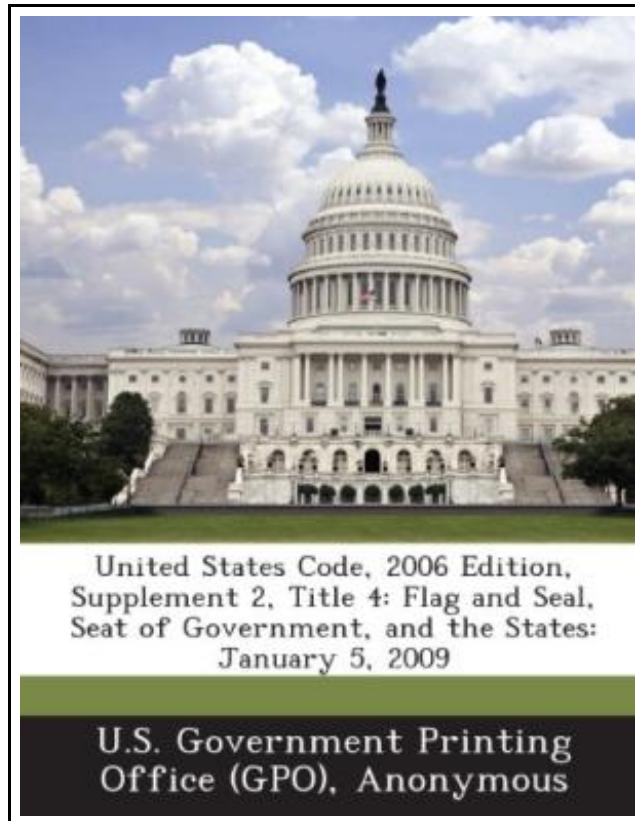 United States Code, 2006 Edition,
Supplement 2, Title 4: Flag and Seal,
Seat of Government, and the States:
January 5, 2009
U.S. Government Printing
Office (GPO), Anonymous